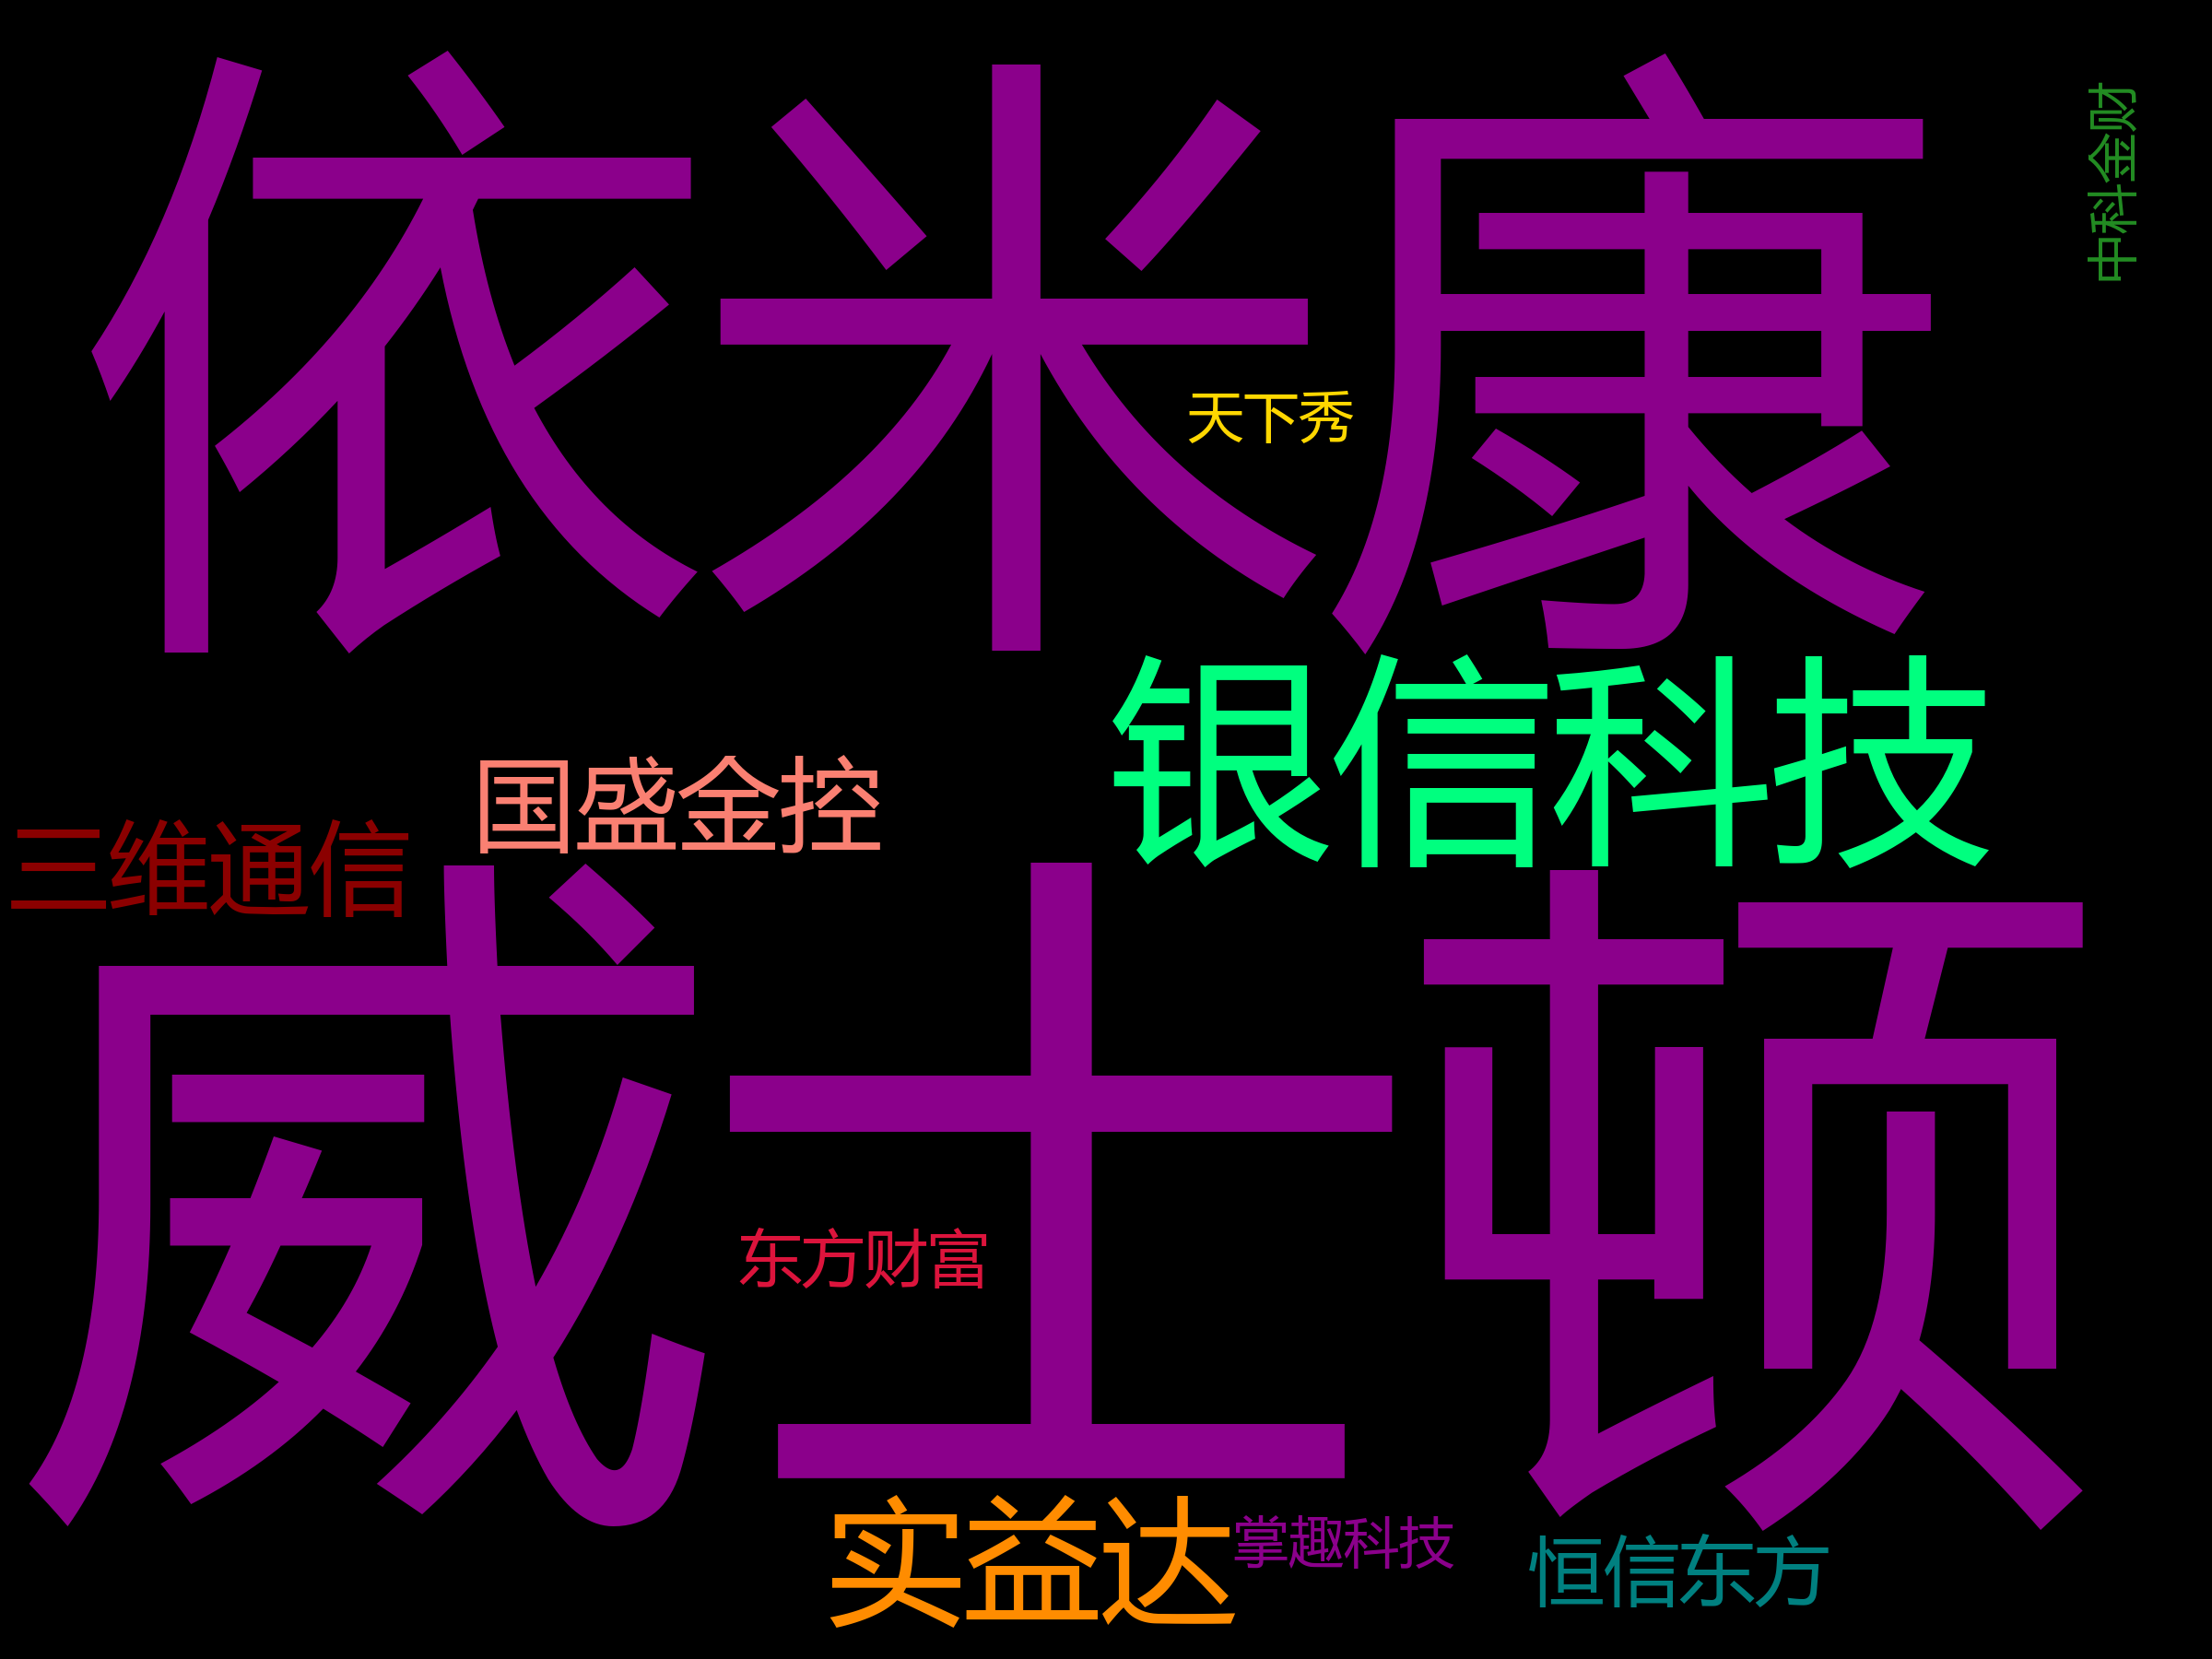 依米康
中科金财
天下秀
银信科技
国盛金控
三维通信
威士顿
东方财富
实益达
掌趣科技
恒信东方